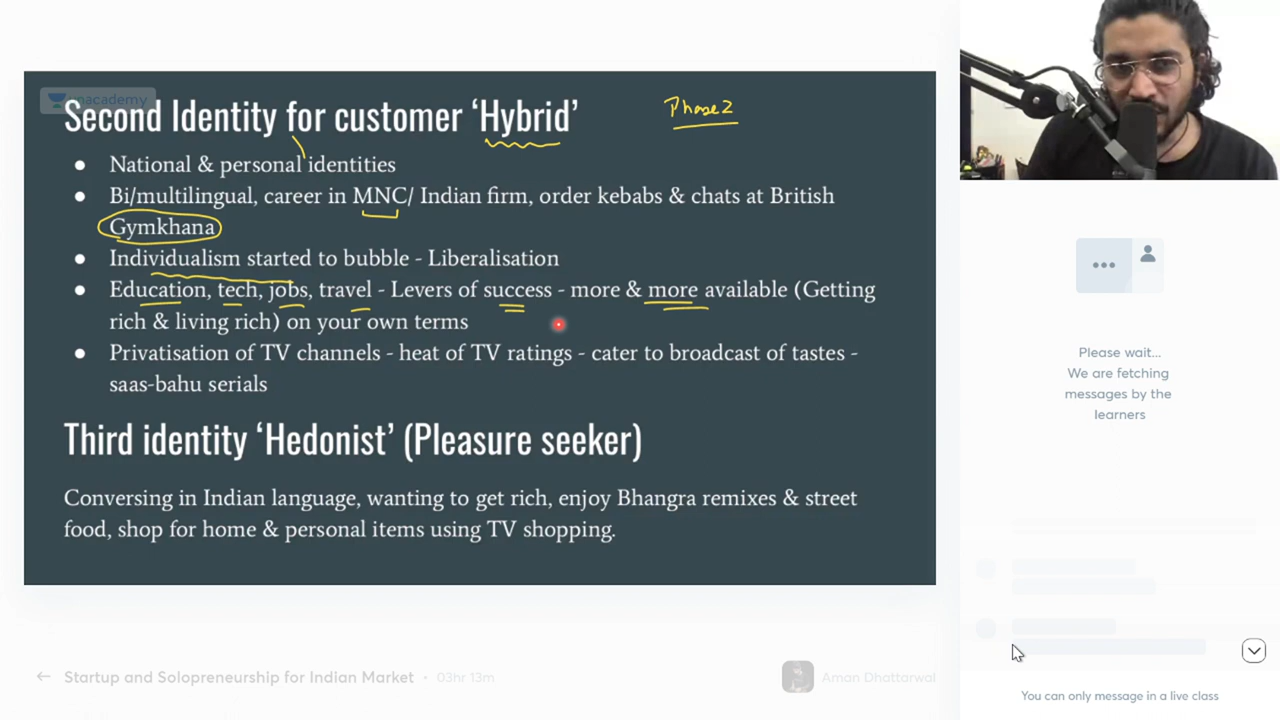 unacademy
Second Identity for customer ‘Hybrid’
Phase 2
● National & personal identities
● Bi/multilingual, career in MNC/ Indian firm, order kebabs & chats at British
Gymkhana
● Individualism started to bubble - Liberalisation
● Education, tech, jobs, travel - Levers of success - more & more available (Getting
rich & living rich) on your own terms
● Privatisation of TV channels - heat of TV ratings - cater to broadcast of tastes -
saas-bahu serials
Third identity ‘Hedonist’ (Pleasure seeker)
Conversing in Indian language, wanting to get rich, enjoy Bhangra remixes & street
food, shop for home & personal items using TV shopping.
Startup and Solopreneurship for Indian Market • 03hr 13m
Aman Dhattarwal
Please wait...
We are fetching
messages by the
learners
You can only message in a live class